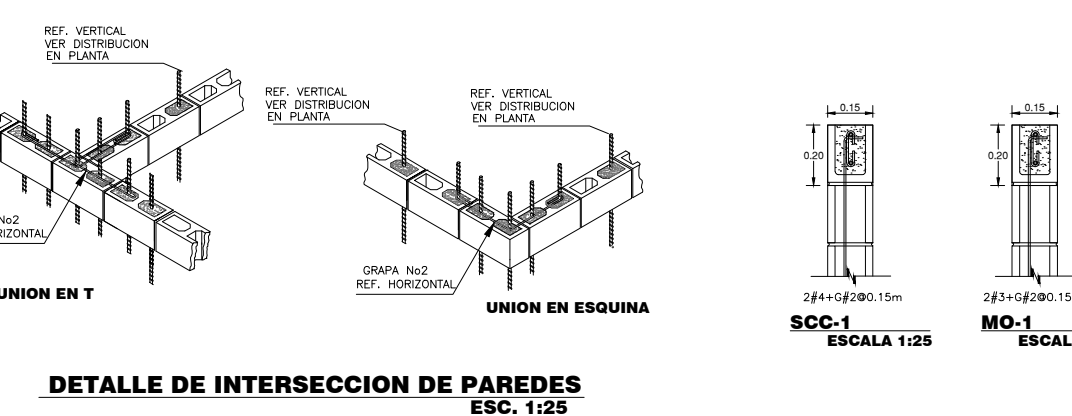 REF. VERTICAL
VER DISTRIBUCION
EN PLANTA
No2
UNION EN T
REF. VERTICAL
VER DISTRIBUCION
EN PLANTA
REF. VERTICAL
VER DISTRIBUCION
EN PLANTA
GRAPA No2
REF. HORIZONTAL
UNION EN ESQUINA
DETALLE DE INTERSECCION DE PAREDES
ESC. 1:25
0.15
0.20
2#4+G#2@0.15m
SCC-1
ESCALA 1:25
0.15
0.20
2#3+G#2@0.15
MO-1